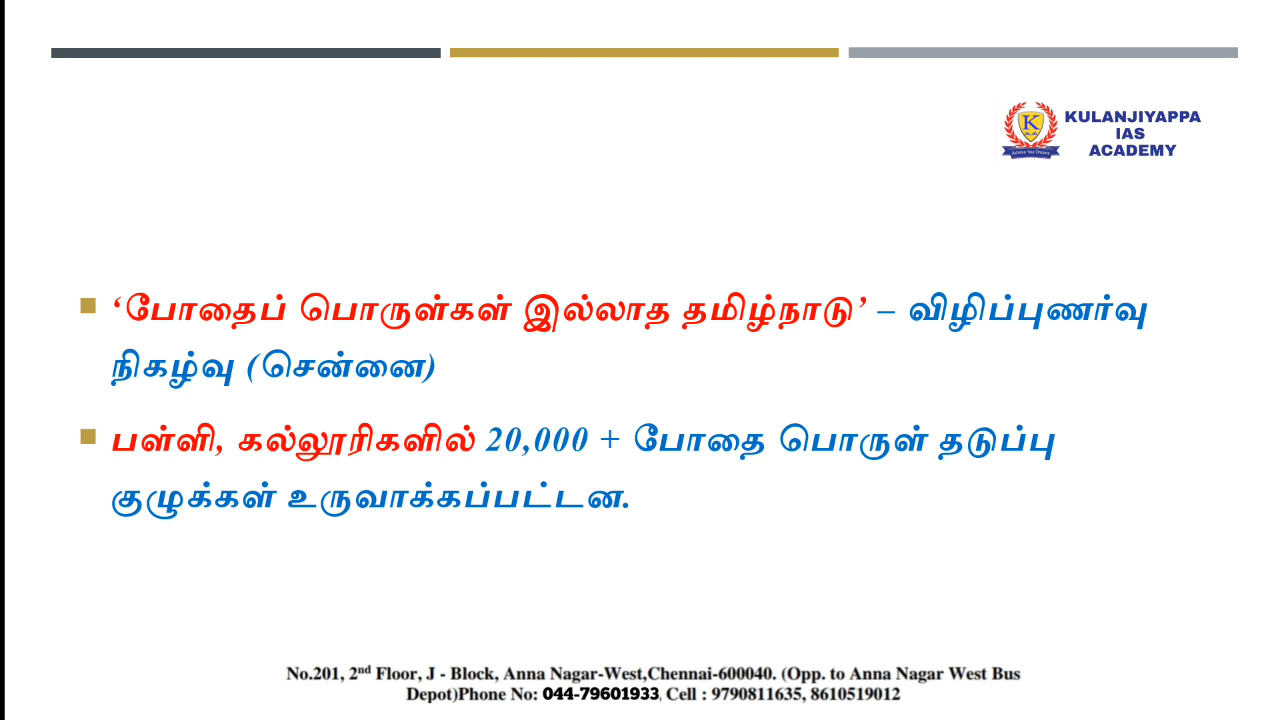 KULANJIYAPPA
IAS
ACADEMY
‘போதைப் பொருள்கள் இல்லாத தமிழ்நாடு’ – விழிப்புணர்வு
நிகழ்வு (சென்னை)
பள்ளி, கல்லூரிகளில் 20,000 + போதை பொருள் தடுப்பு
குழுக்கள் உருவாக்கப்பட்டன.
No.201, 2nd Floor, J - Block, Anna Nagar-West,Chennai-600040. (Opp. to Anna Nagar West Bus
Depot)Phone No: 044-79601933, Cell : 9790811635, 8610519012